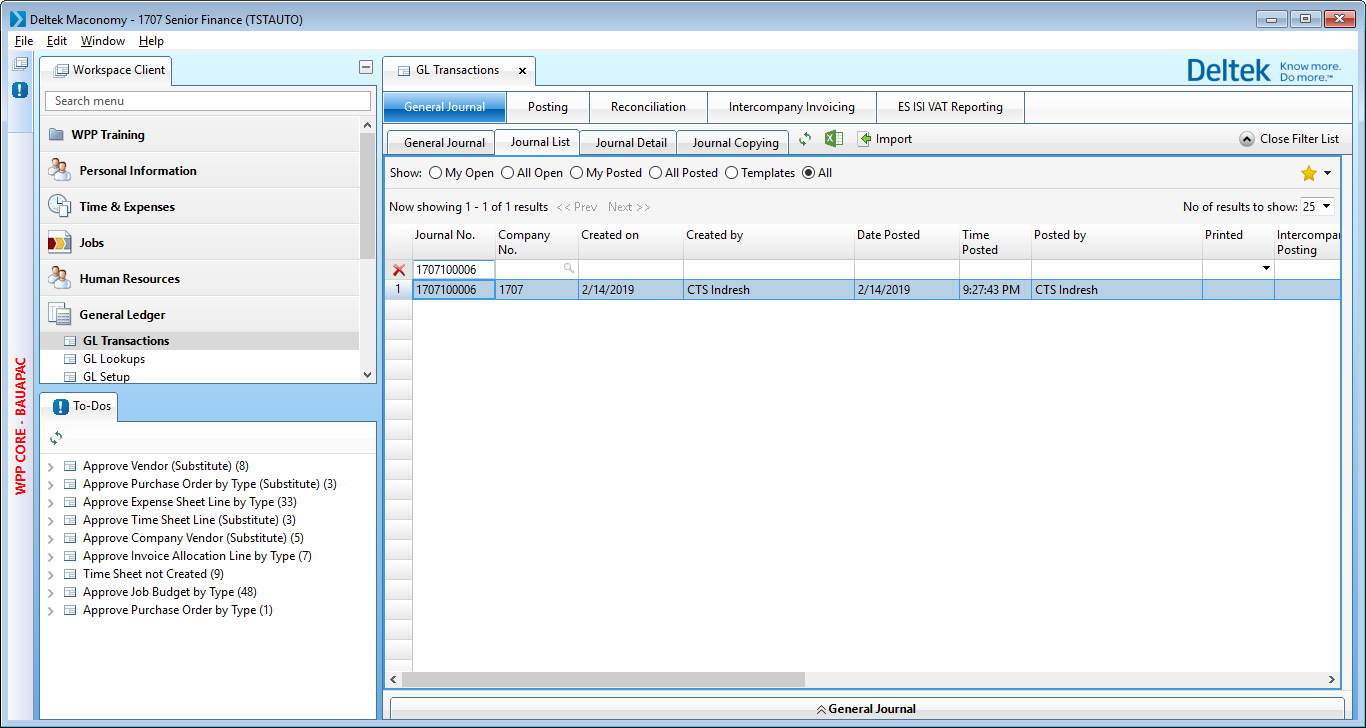 Deltek Maconomy - 1707 Senior Finance (TSTAUTO)
File Edit Window Help
Workspace Client
Search menu
WPP Training
Personal Information
Time & Expenses
Jobs
Human Resources
General Ledger
GL Transactions
GL Lookups
GL Setup
WPP CORE - BAUAPAC
To-Dos
Approve Vendor (Substitute) (8)
Approve Purchase Order by Type (Substitute) (3)
Approve Expense Sheet Line by Type (33)
Approve Time Sheet Line (Substitute) (3)
Approve Company Vendor (Substitute) (5)
Approve Invoice Allocation Line by Type (7)
Time Sheet not Created (9)
Approve Job Budget by Type (48)
Approve Purchase Order by Type (1)
GL Transactions
Deltek Know more.
Do more.™
General Journal Posting Reconciliation Intercompany Invoicing ES ISI VAT Reporting
General Journal Journal List Journal Detail Journal Copying Import Close Filter List
Show: My Open All Open My Posted All Posted Templates All
Now showing 1 - 1 of 1 results << Prev Next >> No of results to show: 25
Journal No. Company Created on Created by Date Posted Time Posted by Printed Intercompar
No. Posted Posting
1707100006
1 1707100006 1707 2/14/2019 CTS Indresh 2/14/2019 9:27:43 PM CTS Indresh
General Journal